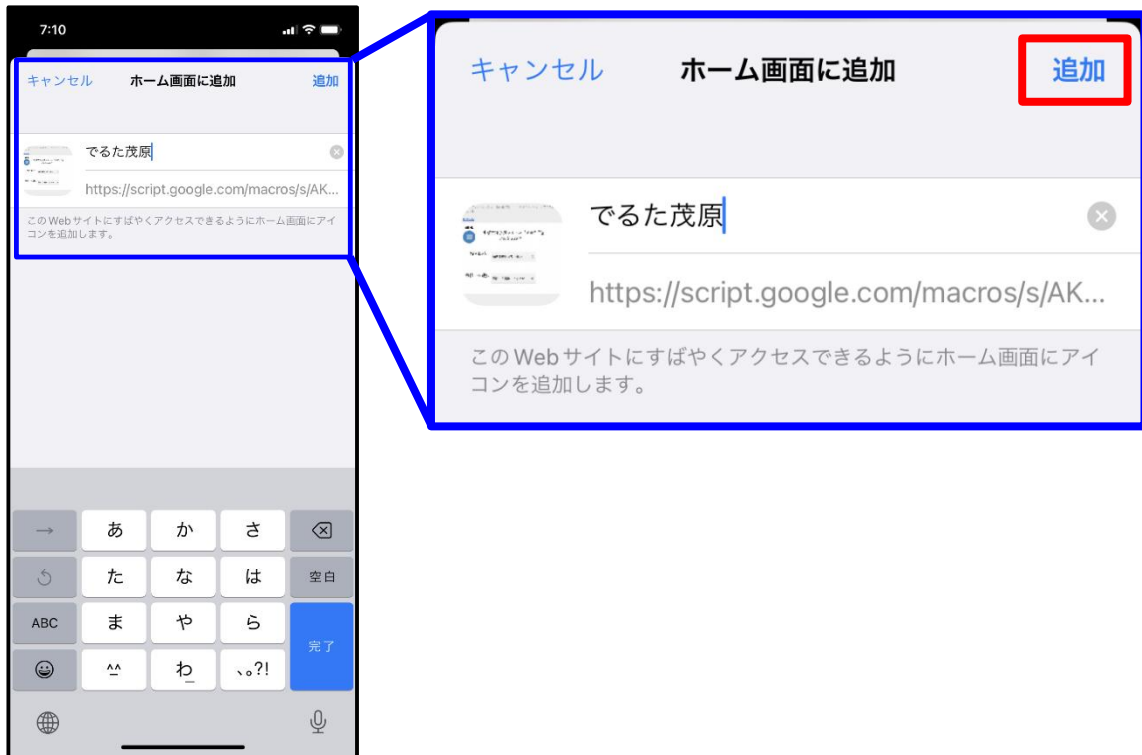 7:10
キャンセル ホーム画面に追加 追加
でるた茂原
https://script.google.com/macros/s/AK...
このWebサイトにすばやくアクセスできるようにホーム画面にアイ
コンを追加します。
→ あ か さ
た な は 空白
ABC ま や ら 完了
^^ わ_ 、。?!
キャンセル ホーム画面に追加 追加
でるた茂原
https://script.google.com/macros/s/AK...
このWebサイトにすばやくアクセスできるようにホーム画面にアイ
コンを追加します。